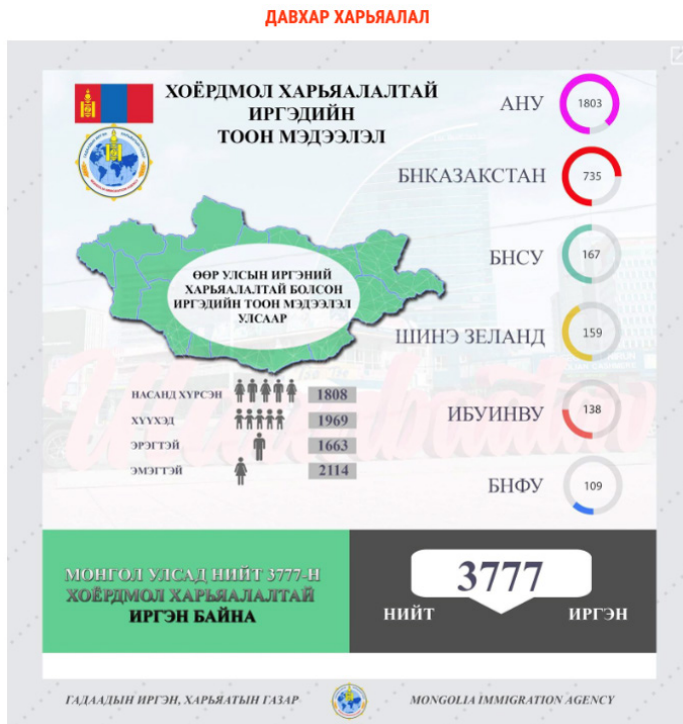 ДАВХАР ХАРЬЯАЛАЛ
ХОЁРДМОЛ ХАРЬЯАЛАЛТАЙ
ИРГЭДИЙН
ТООН МЭДЭЭЛЭЛ
АНУ 1803
БНКАЗАКСТАН 735
БНСУ 167
ШИНЭ ЗЕЛАНД 159
ИБУИНВУ 138
БНФУ 109
ӨӨР УЛСЫН ИРГЭНИЙ
ХАРЬЯАЛАЛТАЙ БОЛСОН
ИРГЭДИЙН ТООН МЭДЭЭЛЭЛ
УЛСААР
НАСАНД ХҮРСЭН 1808
ХҮҮХЭД 1969
ЭРЭГТЭЙ 1663
ЭМЭГТЭЙ 2114
МОНГОЛ УЛСАД НИЙТ 3777-Н
ХОЁРДМОЛ ХАРЬЯАЛАЛТАЙ
ИРГЭН БАЙНА
3777
НИЙТ ИРГЭН
ГАДААДЫН ИРГЭН, ХАРЬЯАТЫН ГАЗАР
MONGOLIA IMMIGRATION AGENCY